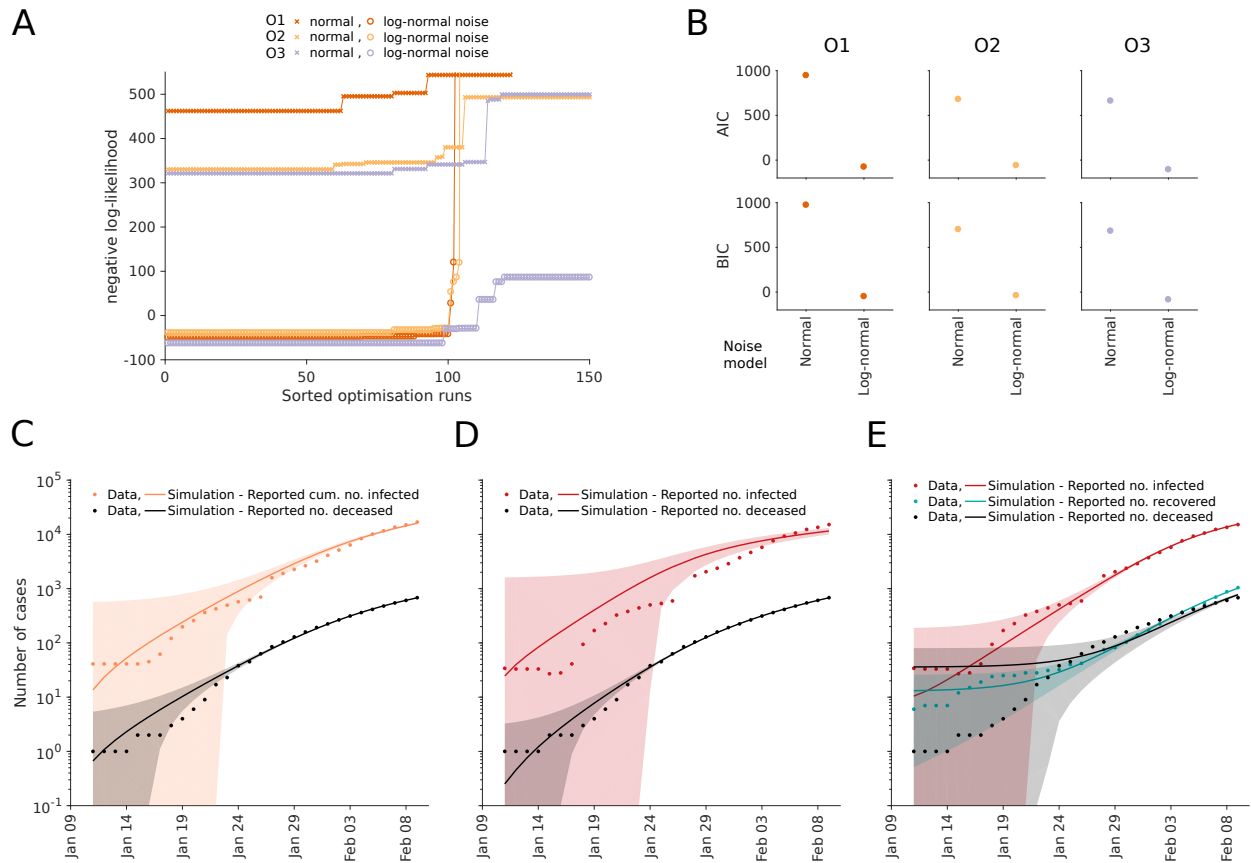 A
O1 × normal , o log-normal noise
O2 × normal , o log-normal noise
O3 × normal , o log-normal noise
negative log-likelihood
500
400
300
200
100
0
-100
0 50 100 150
Sorted optimisation runs
B
O1 O2 O3
AIC
1000
500
0
BIC
1000
500
0
Noise
model
Normal Log-normal Normal Log-normal Normal Log-normal
C
Number of cases
10^5
10^4
10^3
10^2
10^1
10^0
10^-1
Data, Simulation - Reported cum. no. infected
Data, Simulation - Reported no. deceased
Jan 09 Jan 14 Jan 19 Jan 24 Jan 29 Feb 03 Feb 08
D
Data, Simulation - Reported no. infected
Data, Simulation - Reported no. deceased
Jan 09 Jan 14 Jan 19 Jan 24 Jan 29 Feb 03 Feb 08
E
Data, Simulation - Reported no. infected
Data, Simulation - Reported no. recovered
Data, Simulation - Reported no. deceased
Jan 09 Jan 14 Jan 19 Jan 24 Jan 29 Feb 03 Feb 08